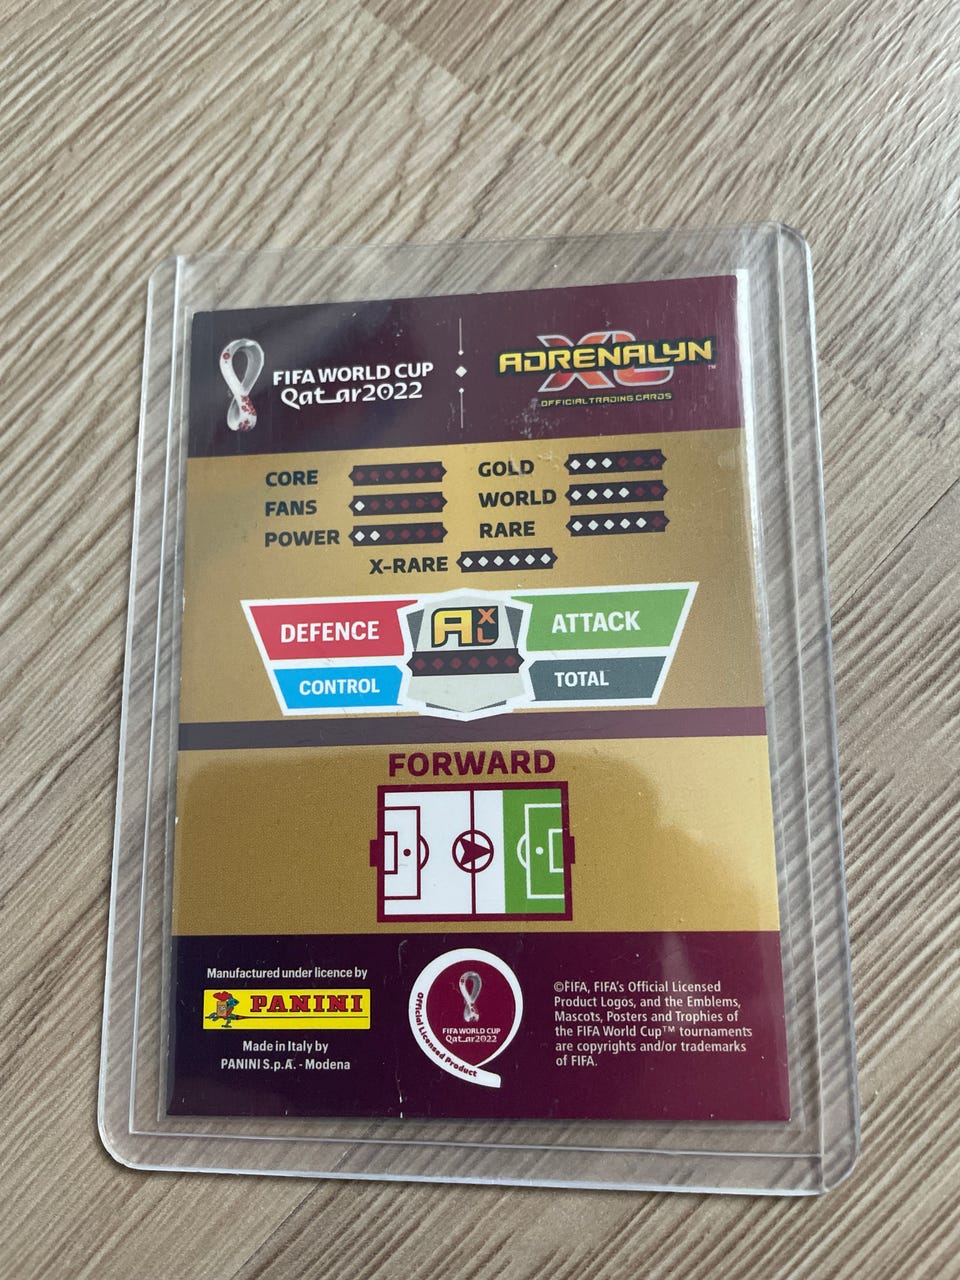 FIFA WORLD CUP
Qatar2022
ADRENALYN
XL™
OFFICIAL TRADING CARDS
CORE
GOLD
FANS
WORLD
POWER
RARE
X-RARE
DEFENCE
AXL
ATTACK
CONTROL
TOTAL
FORWARD
Manufactured under licence by
PANINI
Made in Italy by
PANINI S.p.A. - Modena
FIFA WORLD CUP
Qatar2022
Official Licensed Product
©FIFA, FIFA's Official Licensed
Product Logos, and the Emblems,
Mascots, Posters and Trophies of
the FIFA World Cup™ tournaments
are copyrights and/or trademarks
of FIFA.